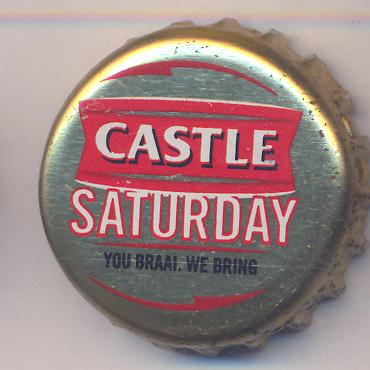 CASTLE
SATURDAY
YOU BRAAI. WE BRING